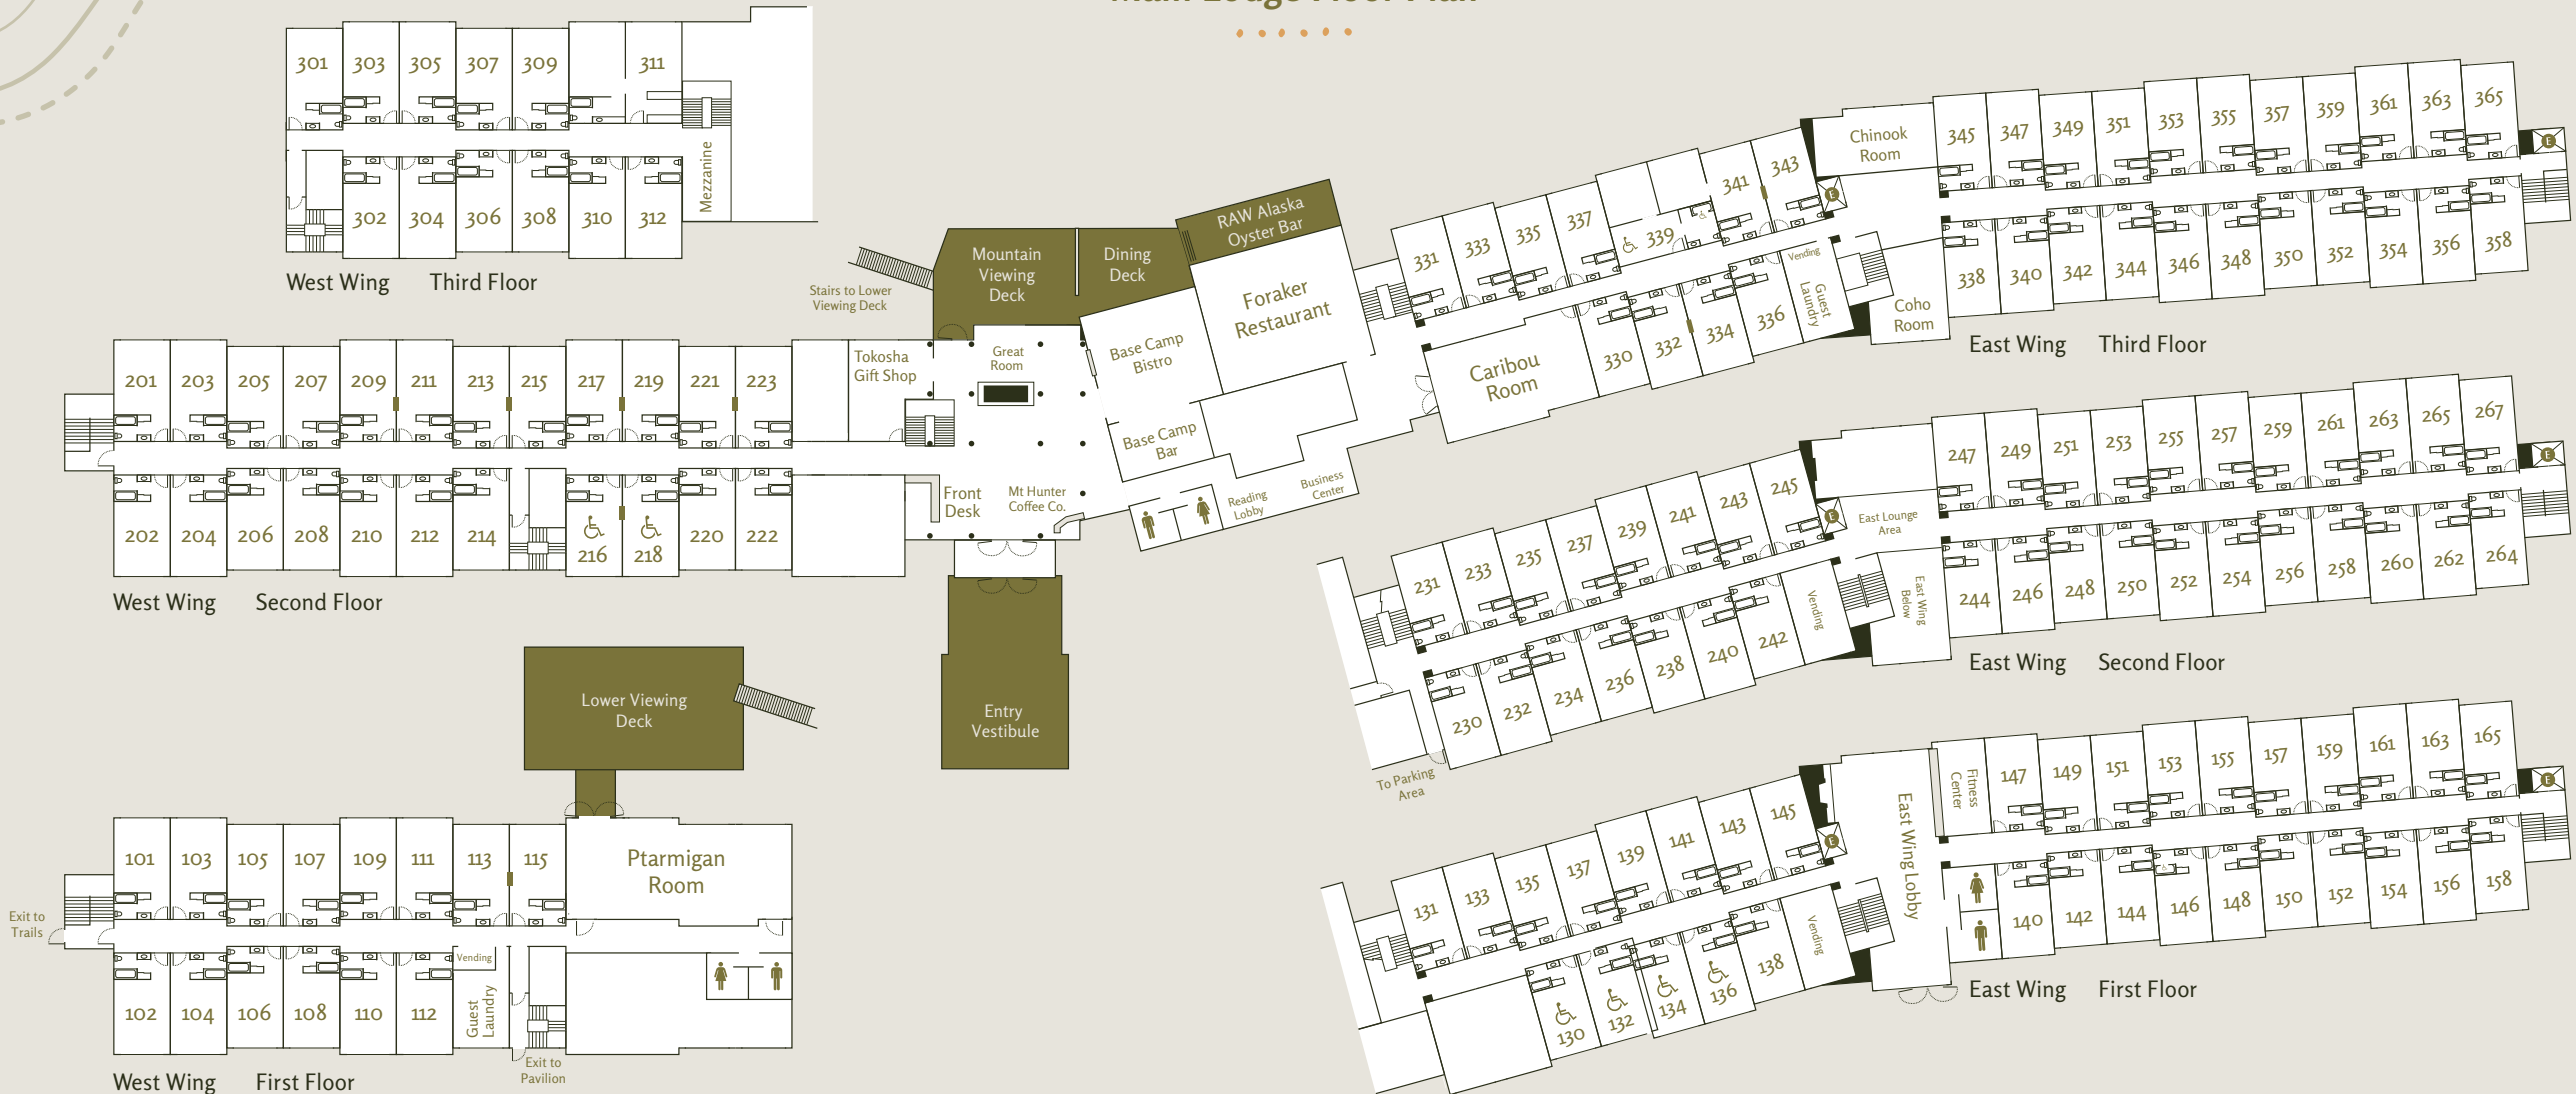 Main Lodge Floor Plan
301 303 305 307 309 311
Mezzanine
302 304 306 308 310 312
West Wing Third Floor
201 203 205 207 209 211 213 215 217 219 221 223
202 204 206 208 210 212 214 216 218 220 222
West Wing Second Floor
Stairs to Lower
Viewing Deck
Mountain
Viewing
Deck
Dining
Deck
RAW Alaska
Oyster Bar
Foraker
Restaurant
Tokosha
Gift Shop
Great
Room
Base Camp
Bistro
Base Camp
Bar
Front
Desk
Mt Hunter
Coffee Co.
Reading
Lobby
Business
Center
Entry
Vestibule
Lower Viewing
Deck
101 103 105 107 109 111 113 115
Ptarmigan
Room
Exit to
Trails
Vending
Guest
Laundry
102 104 106 108 110 112
Exit to
Pavilion
West Wing First Floor
331 333 335 337 339 341 343
Chinook
Room
345 347 349 351 353 355 357 359 361 363 365
E
E
Caribou
Room
330 332 334 336
Vending
Guest
Laundry
Coho
Room
338 340 342 344 346 348 350 352 354 356 358
East Wing Third Floor
231 233 235 237 239 241 243 245
247 249 251 253 255 257 259 261 263 265 267
E
E
East Lounge
Area
230 232 234 236 238 240 242
Vending
East Wing
Below
244 246 248 250 252 254 256 258 260 262 264
To Parking
Area
East Wing Second Floor
131 133 135 137 139 141 143 145
E
East Wing Lobby
Fitness
Center
147 149 151 153 155 157 159 161 163 165
E
130 132 134 136 138
Vending
140 142 144 146 148 150 152 154 156 158
East Wing First Floor